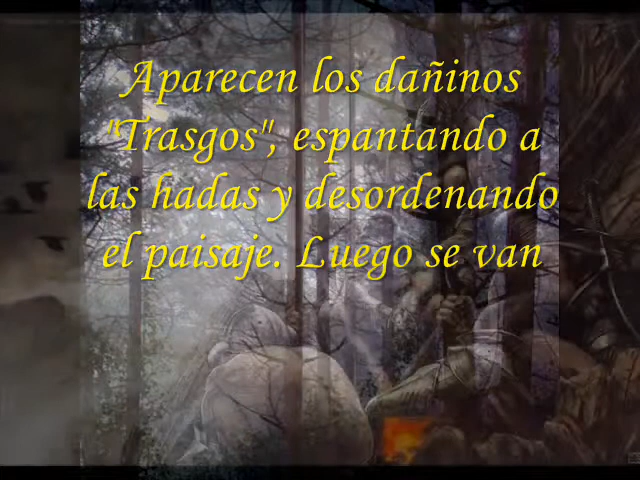 Aparecen los dañinos
"Trasgos", espantando a
las hadas y desordenando
el paisaje. Luego se van